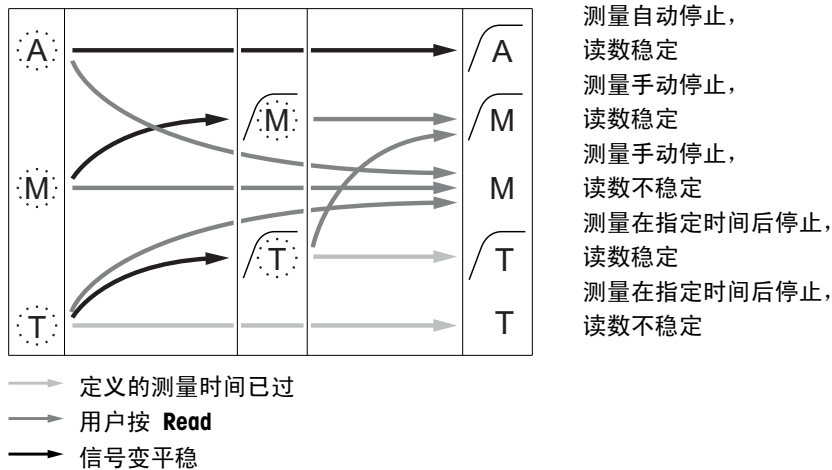 A
A
测量自动停止，
读数稳定
M
M
测量手动停止，
读数稳定
M
M
测量手动停止，
读数不稳定
T
T
测量在指定时间后停止，
读数稳定
T
T
测量在指定时间后停止，
读数不稳定
定义的测量时间已过
用户按 Read
信号变平稳